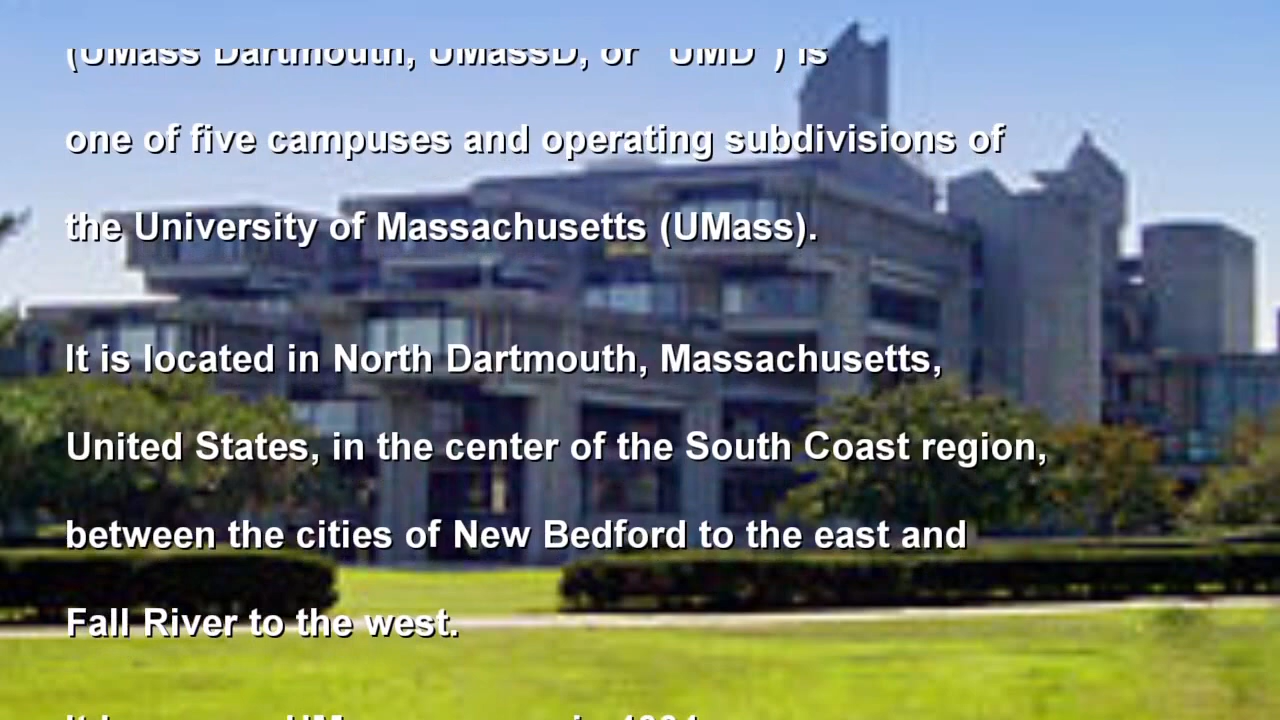 (UMass Dartmouth, UMassD, or "UMD") is
one of five campuses and operating subdivisions of
the University of Massachusetts (UMass).
It is located in North Dartmouth, Massachusetts,
United States, in the center of the South Coast region,
between the cities of New Bedford to the east and
Fall River to the west.